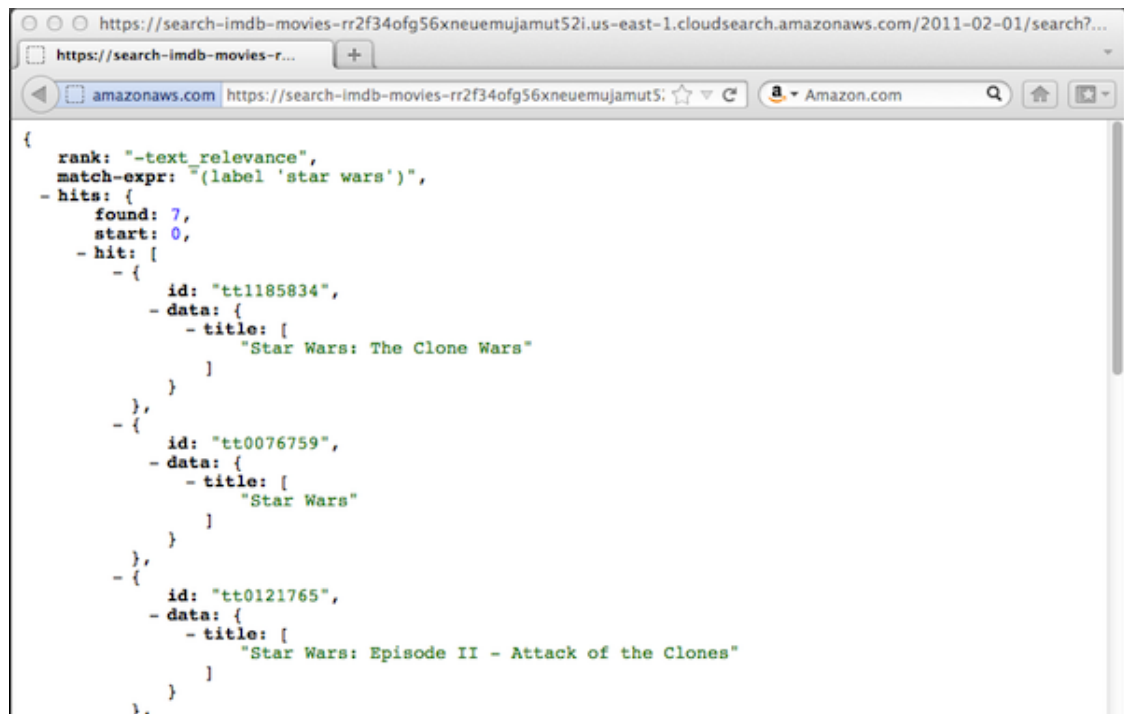 https://search-imdb-movies-rr2f34ofg56xneuemujamut52i.us-east-1.cloudsearch.amazonaws.com/2011-02-01/search?...
https://search-imdb-movies-r...
amazonaws.com https://search-imdb-movies-rr2f34ofg56xneuemujamut5 Amazon.com
{
rank: "-text_relevance",
match-expr: "(label 'star wars')",
- hits: {
found: 7,
start: 0,
- hit: [
- {
id: "tt1185834",
- data: {
- title: [
"Star Wars: The Clone Wars"
]
}
},
- {
id: "tt0076759",
- data: {
- title: [
"Star Wars"
]
}
},
- {
id: "tt0121765",
- data: {
- title: [
"Star Wars: Episode II - Attack of the Clones"
]
}
},